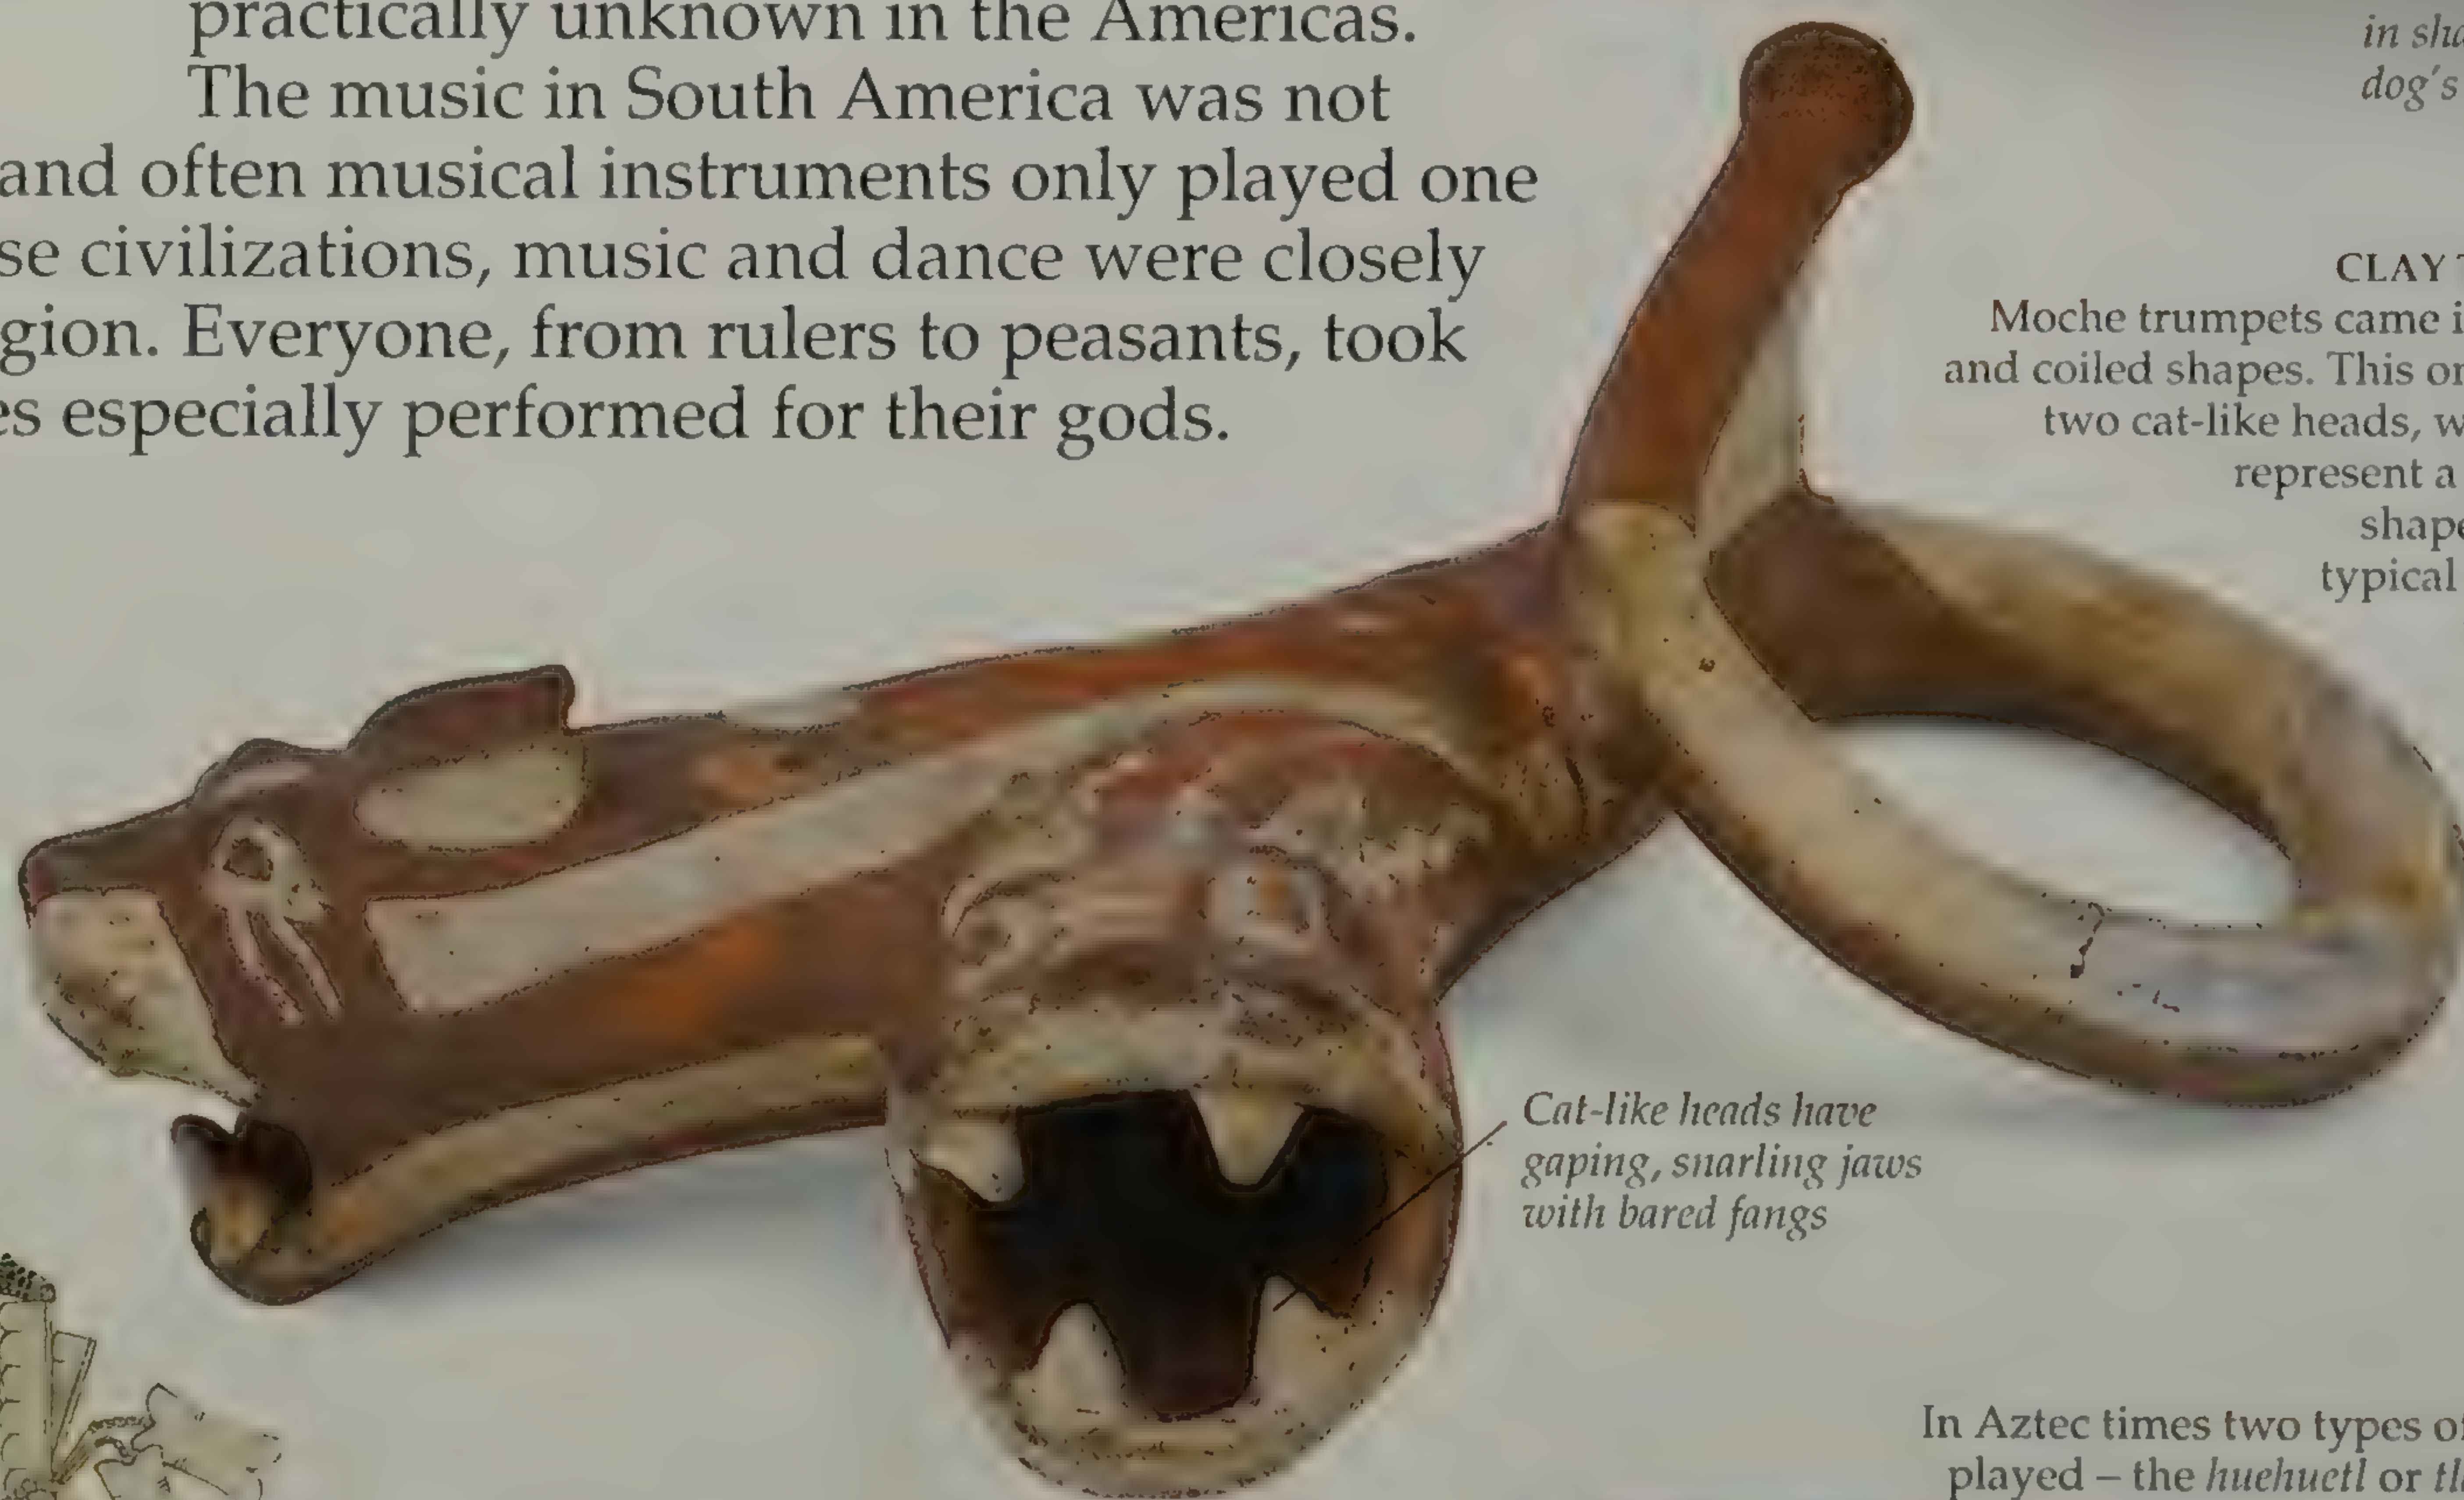 practically unknown in the Americas.
The music in South America was not
and often musical instruments only played one
se civilizations, music and dance were closely
gion. Everyone, from rulers to peasants, took
es especially performed for their gods.
in sha
dog's
CLAY
Moche trumpets came i
and coiled shapes. This on
two cat-like heads, w
represent a
shape
typical
Cat-like heads have
gaping, snarling jaws
with bared fangs
In Aztec times two types of
played – the huehuetl or tl